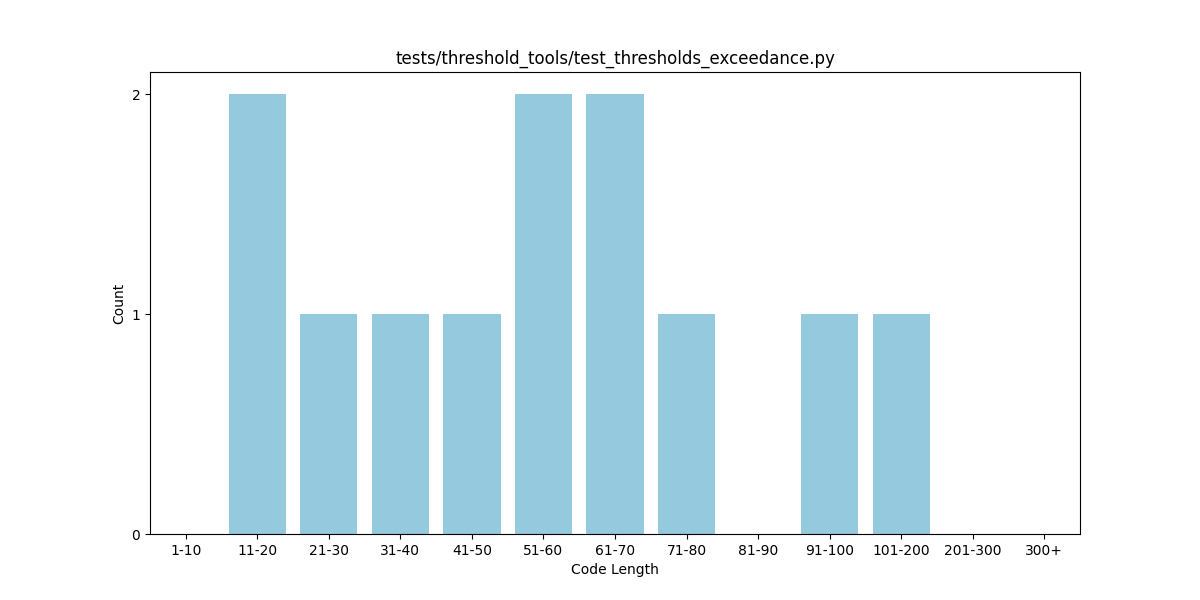 tests/threshold_tools/test_thresholds_exceedance.py
2
1
0
Count
1-10 11-20 21-30 31-40 41-50 51-60 61-70 71-80 81-90 91-100 101-200 201-300 300+
Code Length